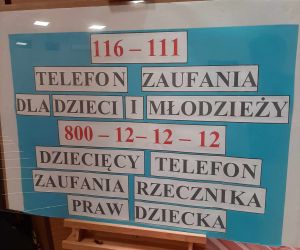 116 – 111
TELEFON ZAUFANIA
DLA DZIECI I MŁODZIEŻY
800 – 12– 12 – 12
DZIECIĘCY TELEFON
ZAUFANIA RZECZNIKA
PRAW DZIECKA